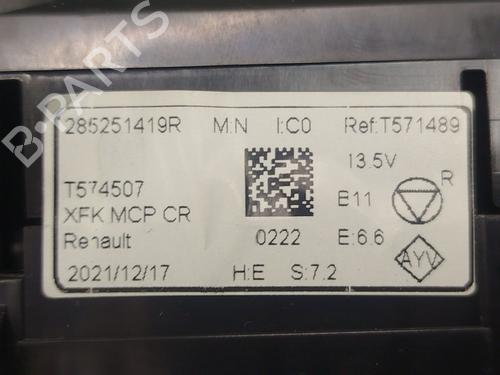 285251419R M:N I:C0 Ref:T571489
13.5V
T574507
B11 R
XFK MCP CR
Renault 0222 E:6.6
AYV
2021/12/17 H:E S:7.2
B-PARTS